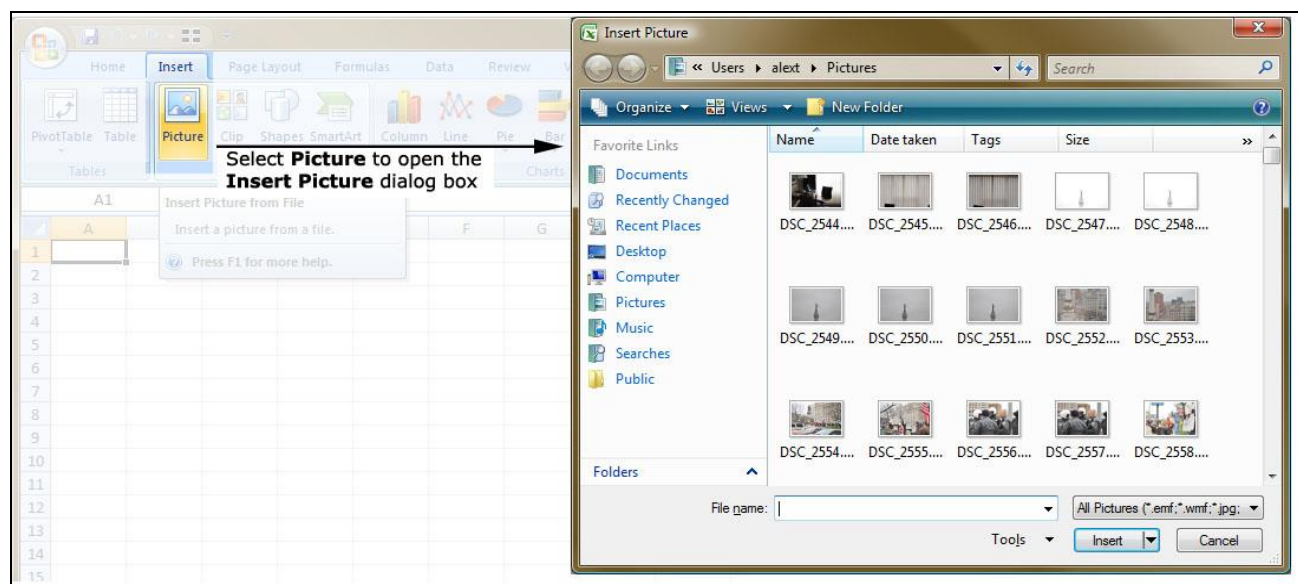 Home Insert Page Layout Formulas Data Review V
PivotTable Table Picture Clip Shapes SmartArt Column Line Pie Bar
Tables Charts
Select Picture to open the
Insert Picture dialog box
A1
Insert Picture from File
Insert a picture from a file.
Press F1 for more help.
A F G
1
2
3
4
5
6
7
8
9
10
11
12
13
14
15
Insert Picture
« Users alext Pictures
Search
Organize Views New Folder
Favorite Links
Documents
Recently Changed
Recent Places
Desktop
Computer
Pictures
Music
Searches
Public
Folders
Name Date taken Tags Size »
DSC_2544.... DSC_2545.... DSC_2546.... DSC_2547.... DSC_2548....
DSC_2549.... DSC_2550.... DSC_2551.... DSC_2552.... DSC_2553....
DSC_2554.... DSC_2555.... DSC_2556.... DSC_2557.... DSC_2558....
File name: All Pictures (*.emf;*.wmf;*.jpg;
Tools Insert Cancel